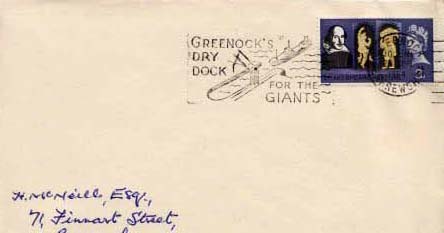 GREENOCK'S
DRY
DOCK
FOR THE
GIANTS
H. McNeill, Esq.,
71, Finnart Street,